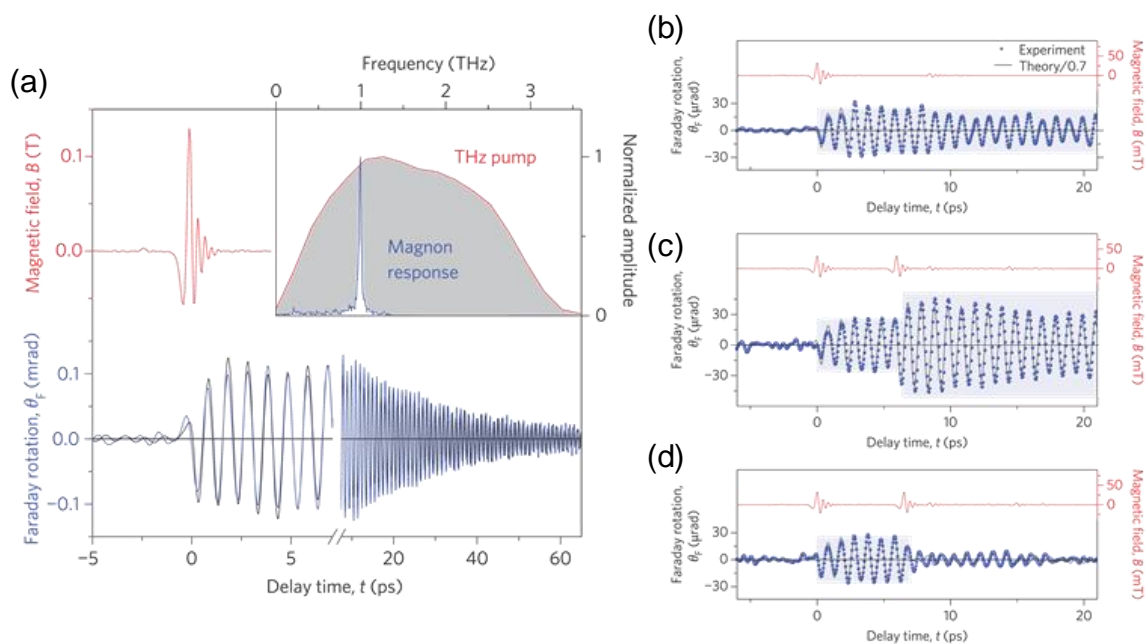 (a)
Frequency (THz)
0 1 2 3
Magnetic field, B (T)
0.1
0.0
THz pump
Magnon
response
Normalized amplitude
1
0
Faraday rotation, θF (mrad)
0.1
0.0
−0.1
−5 0 5 20 40 60
Delay time, t (ps)
(b)
Experiment
Theory/0.7
Magnetic field, B (mT)
50
0
Faraday rotation,
θF (μrad)
30
0
−30
0 10 20
Delay time, t (ps)
(c)
Magnetic field, B (mT)
50
0
Faraday rotation,
θF (μrad)
30
0
−30
0 10 20
Delay time, t (ps)
(d)
Magnetic field, B (mT)
50
0
Faraday rotation,
θF (μrad)
30
0
−30
0 10 20
Delay time, t (ps)